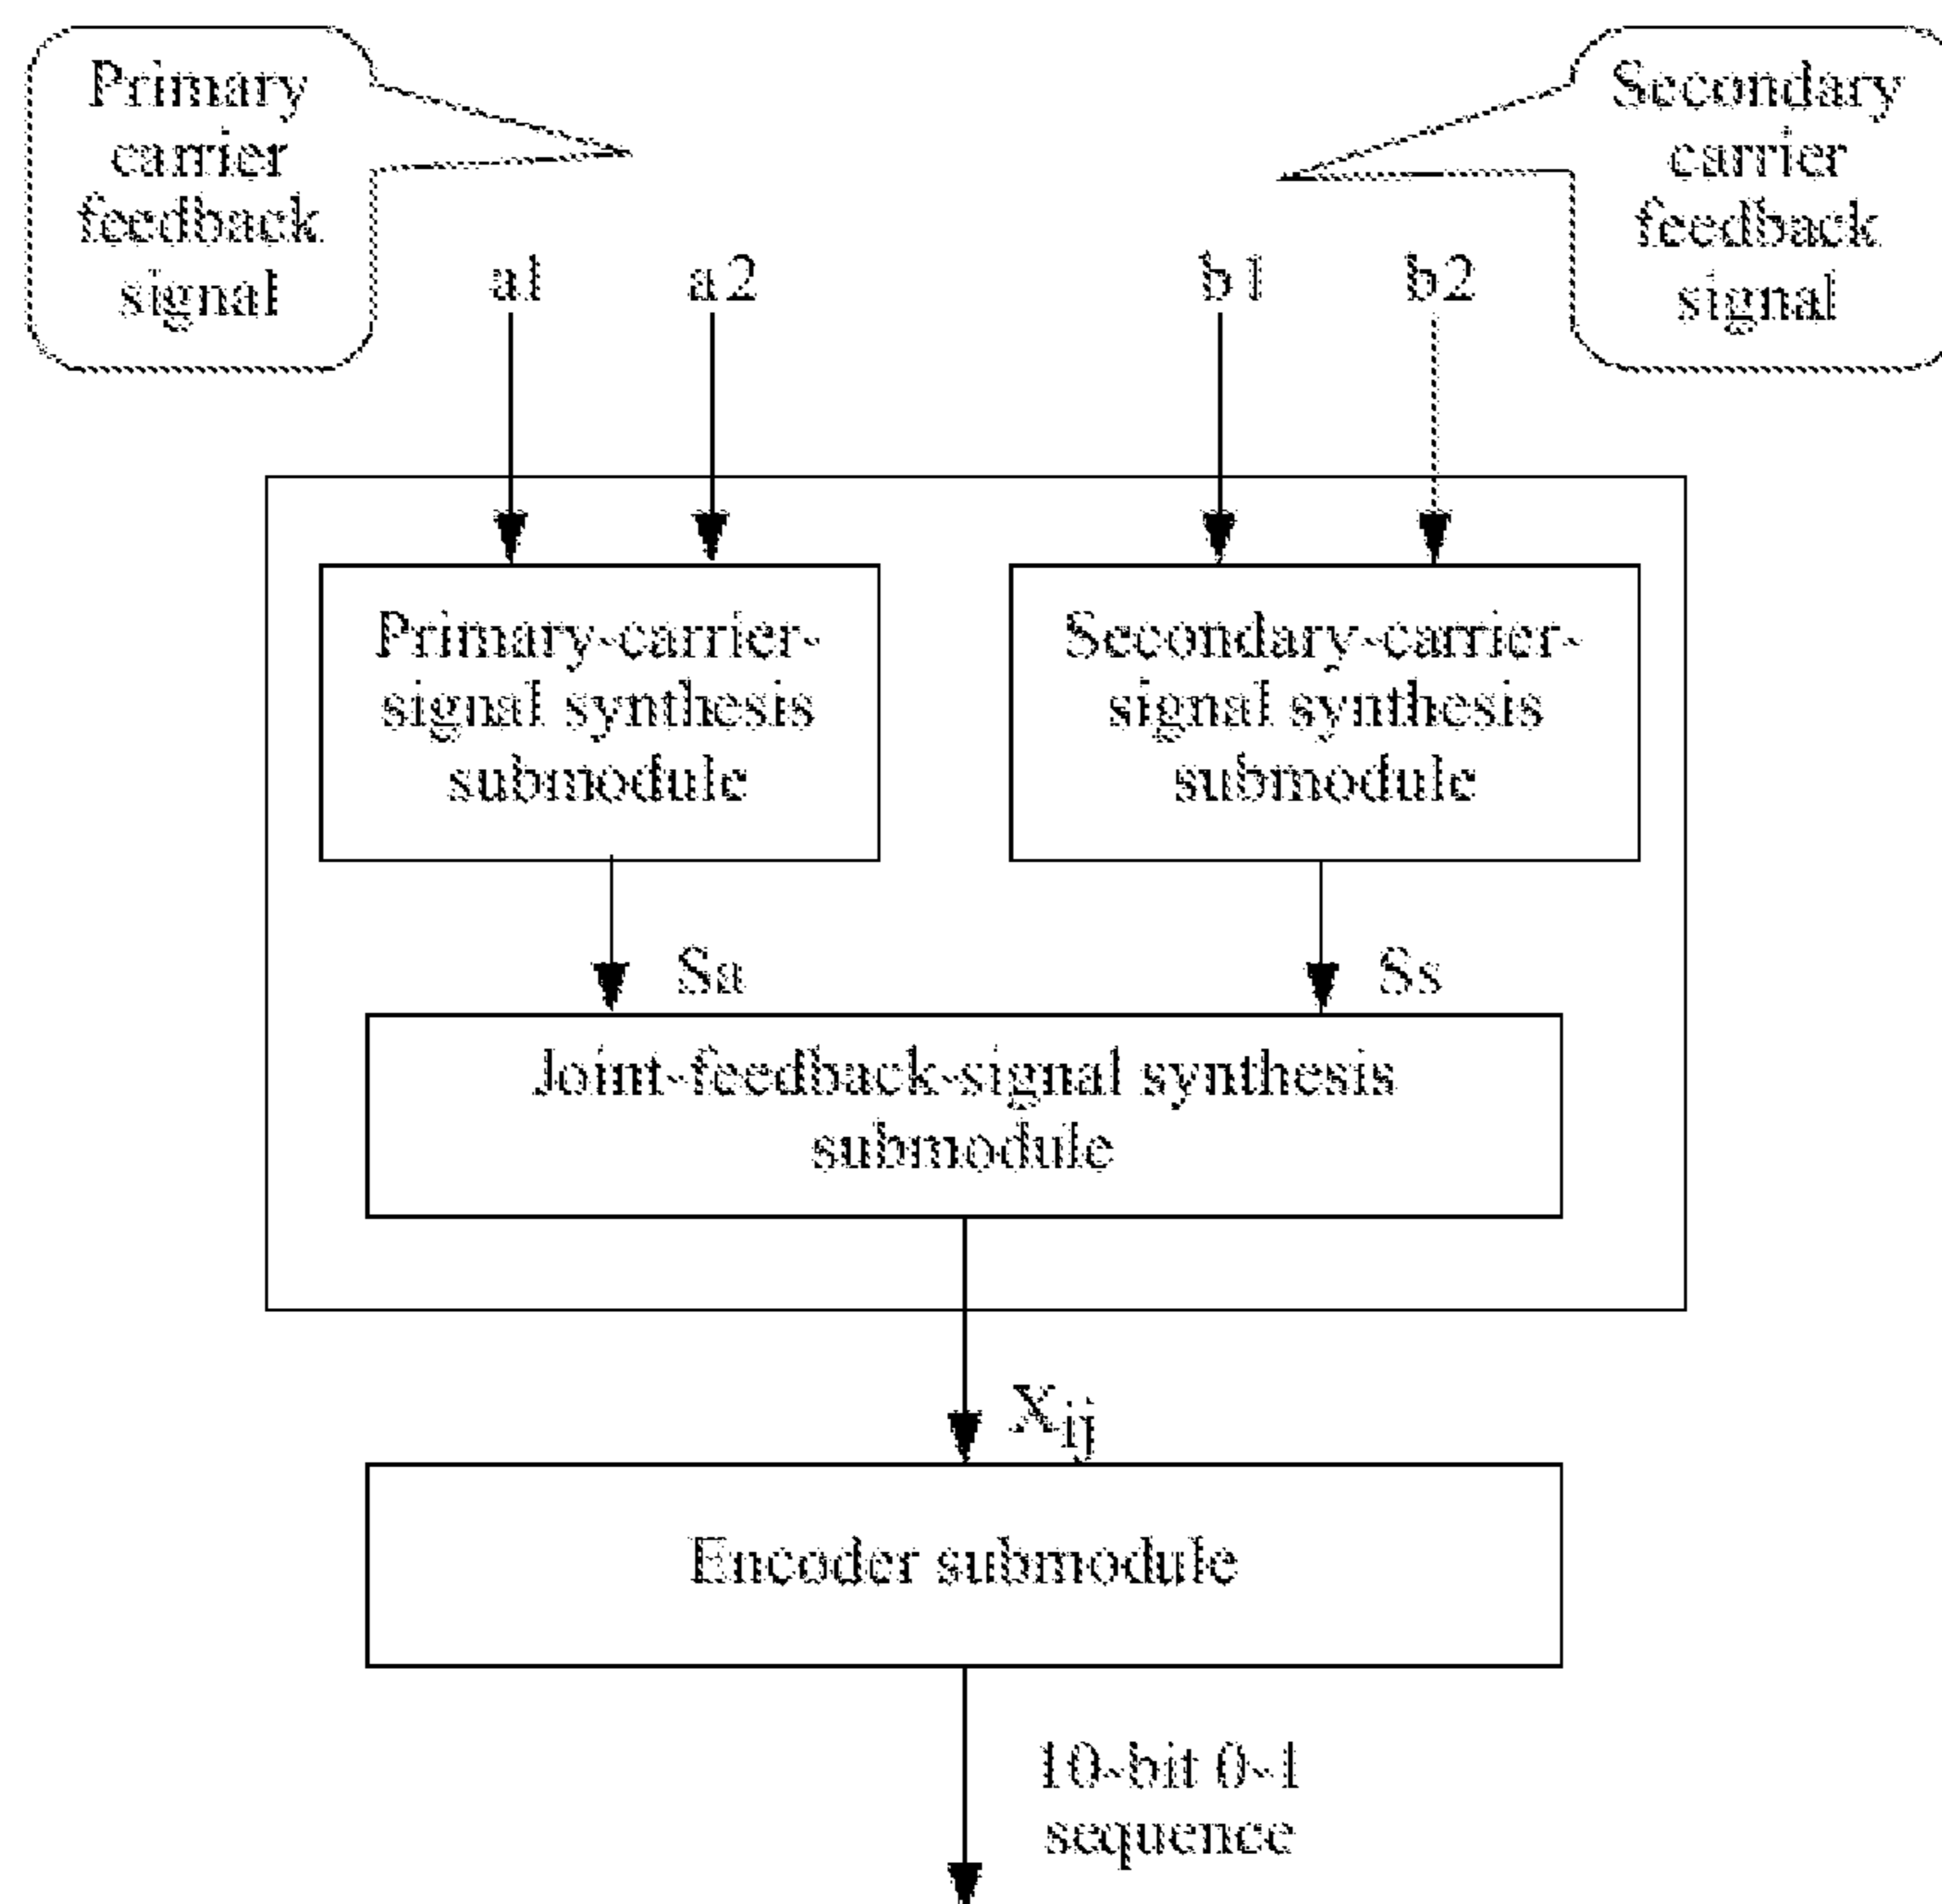 Primary
carrier
feedback
signal
Secondary
carrier
feedback
signal
a1
a2
b1
b2
Primary-carrier-
signal synthesis
submodule
Secondary-carrier-
signal synthesis
submodule
Sa
Ss
Joint-feedback-signal synthesis
submodule
Xij
Encoder submodule
10-bit 0-1
sequence